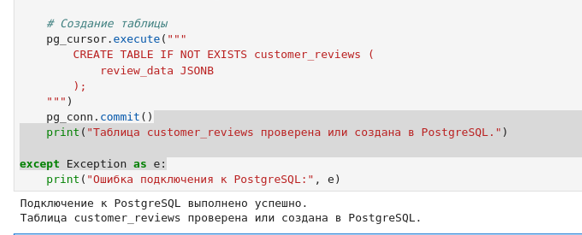 # Создание таблицы
pg_cursor.execute("""
CREATE TABLE IF NOT EXISTS customer_reviews (
review_data JSONB
);
""")
pg_conn.commit()
print("Таблица customer_reviews проверена или создана в PostgreSQL.")
except Exception as e:
print("Ошибка подключения к PostgreSQL:", e)
Подключение к PostgreSQL выполнено успешно.
Таблица customer_reviews проверена или создана в PostgreSQL.